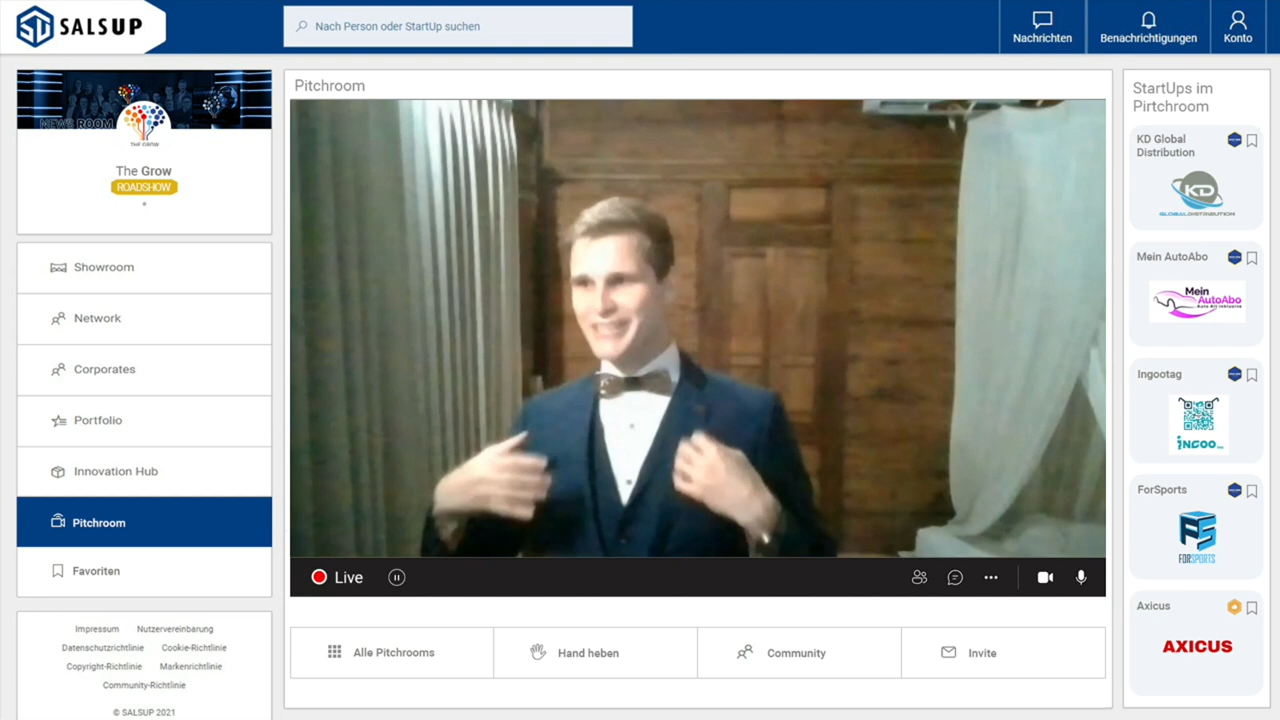 SALSUP
Nach Person oder StartUp suchen
Nachrichten
Benachrichtigungen
Konto
NEWS ROOM
THE GROW
The Grow
ROADSHOW
Showroom
Network
Corporates
Portfolio
Innovation Hub
Pitchroom
Favoriten
Impressum Nutzervereinbarung
Datenschutzrichtlinie Cookie-Richtlinie
Copyright-Richtlinie Markenrichtlinie
Community-Richtlinie
© SALSUP 2021
Pitchroom
Live
Alle Pitchrooms
Hand heben
Community
Invite
StartUps im
Pirtchroom
KD Global
Distribution
KD
GLOBALDISTRIBUTION
Mein AutoAbo
Mein
AutoAbo
Ingootag
iNGOO
ForSports
FS
FORSPORTS
Axicus
AXICUS